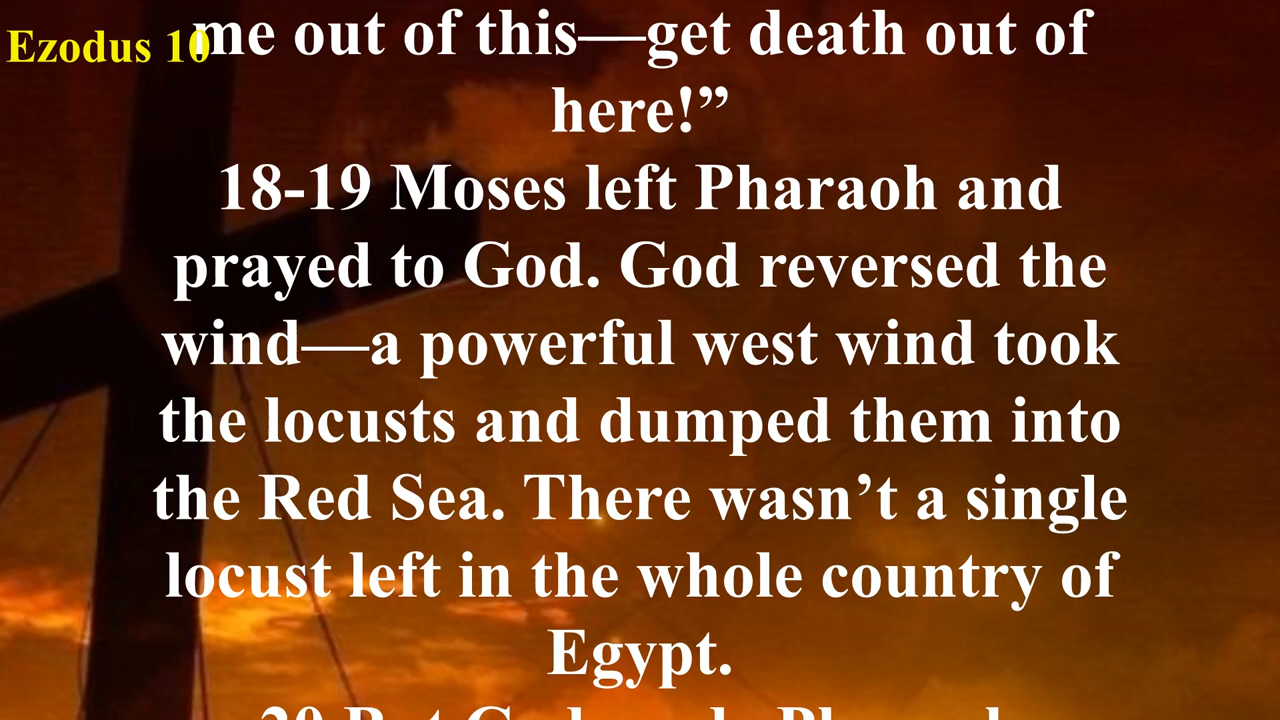 Ezodus 10
me out of this—get death out of
here!”
18-19 Moses left Pharaoh and
prayed to God. God reversed the
wind—a powerful west wind took
the locusts and dumped them into
the Red Sea. There wasn’t a single
locust left in the whole country of
Egypt.